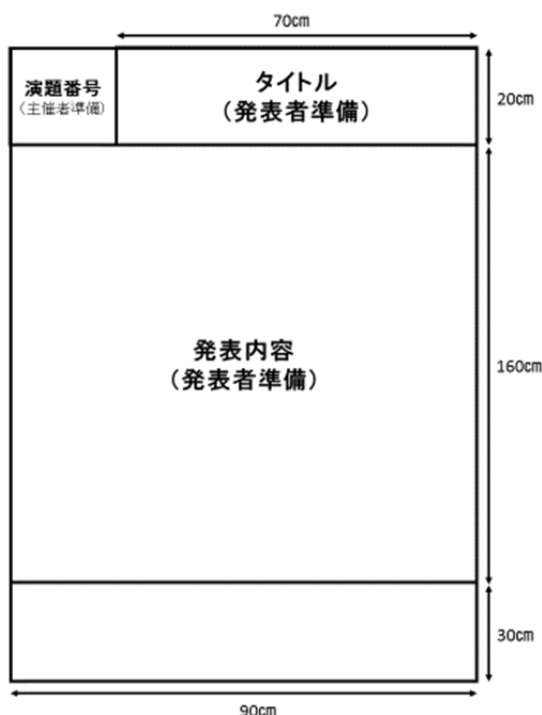 70㎝
演題番号
（主催者準備）
タイトル
（発表者準備）
20㎝
発表内容
（発表者準備）
160㎝
30㎝
90㎝